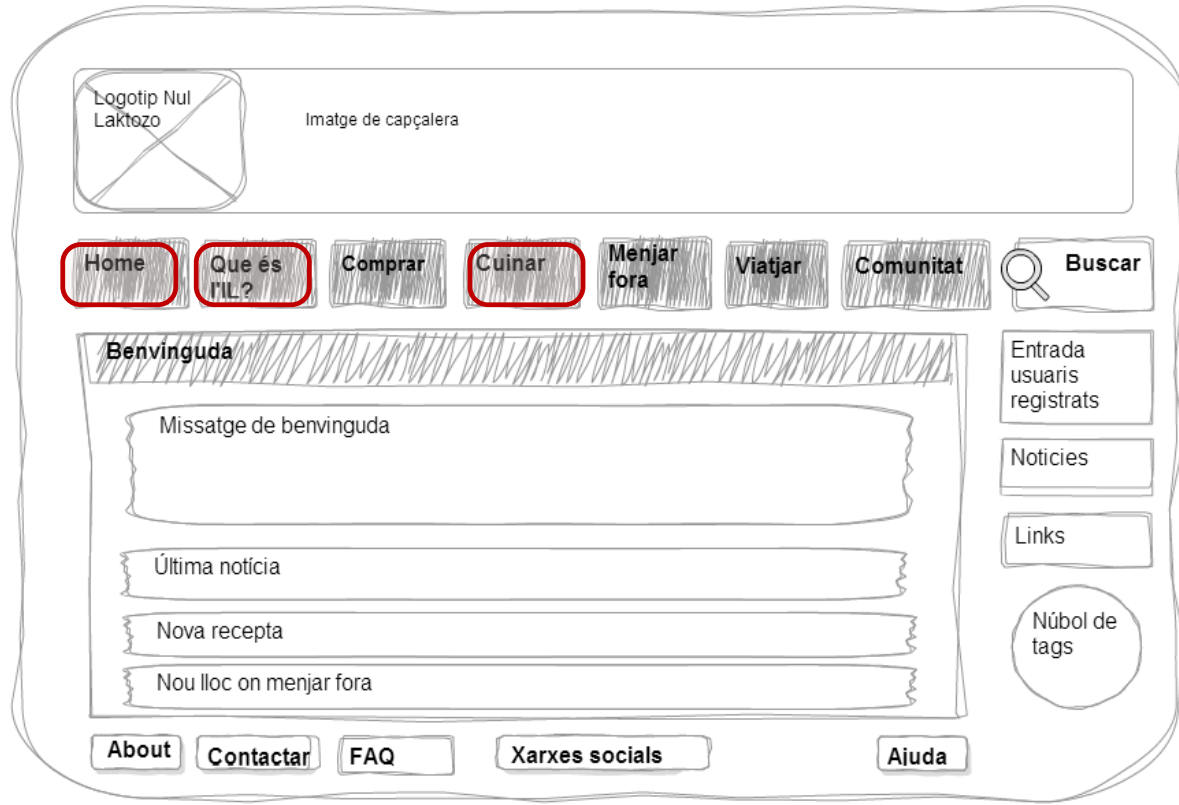 Logotip Nul
Laktozo
Imatge de capçalera
Home
Que és
l'IL?
Comprar
Cuinar
Menjar
fora
Viatjar
Comunitat
Buscar
Benvinguda
Missatge de benvinguda
Última notícia
Nova recepta
Nou lloc on menjar fora
Entrada
usuaris
registrats
Noticies
Links
Núbol de
tags
About
Contactar
FAQ
Xarxes socials
Ajuda